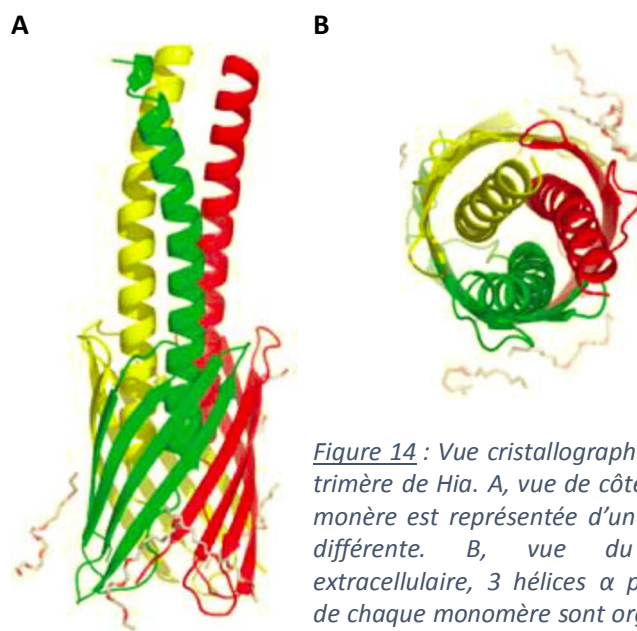 A
B
Figure 14 : Vue cristallograph
trimère de Hia. A, vue de côté
monère est représentée d'un
différente. B, vue du
extracellulaire, 3 hélices α p
de chaque monomère sont org